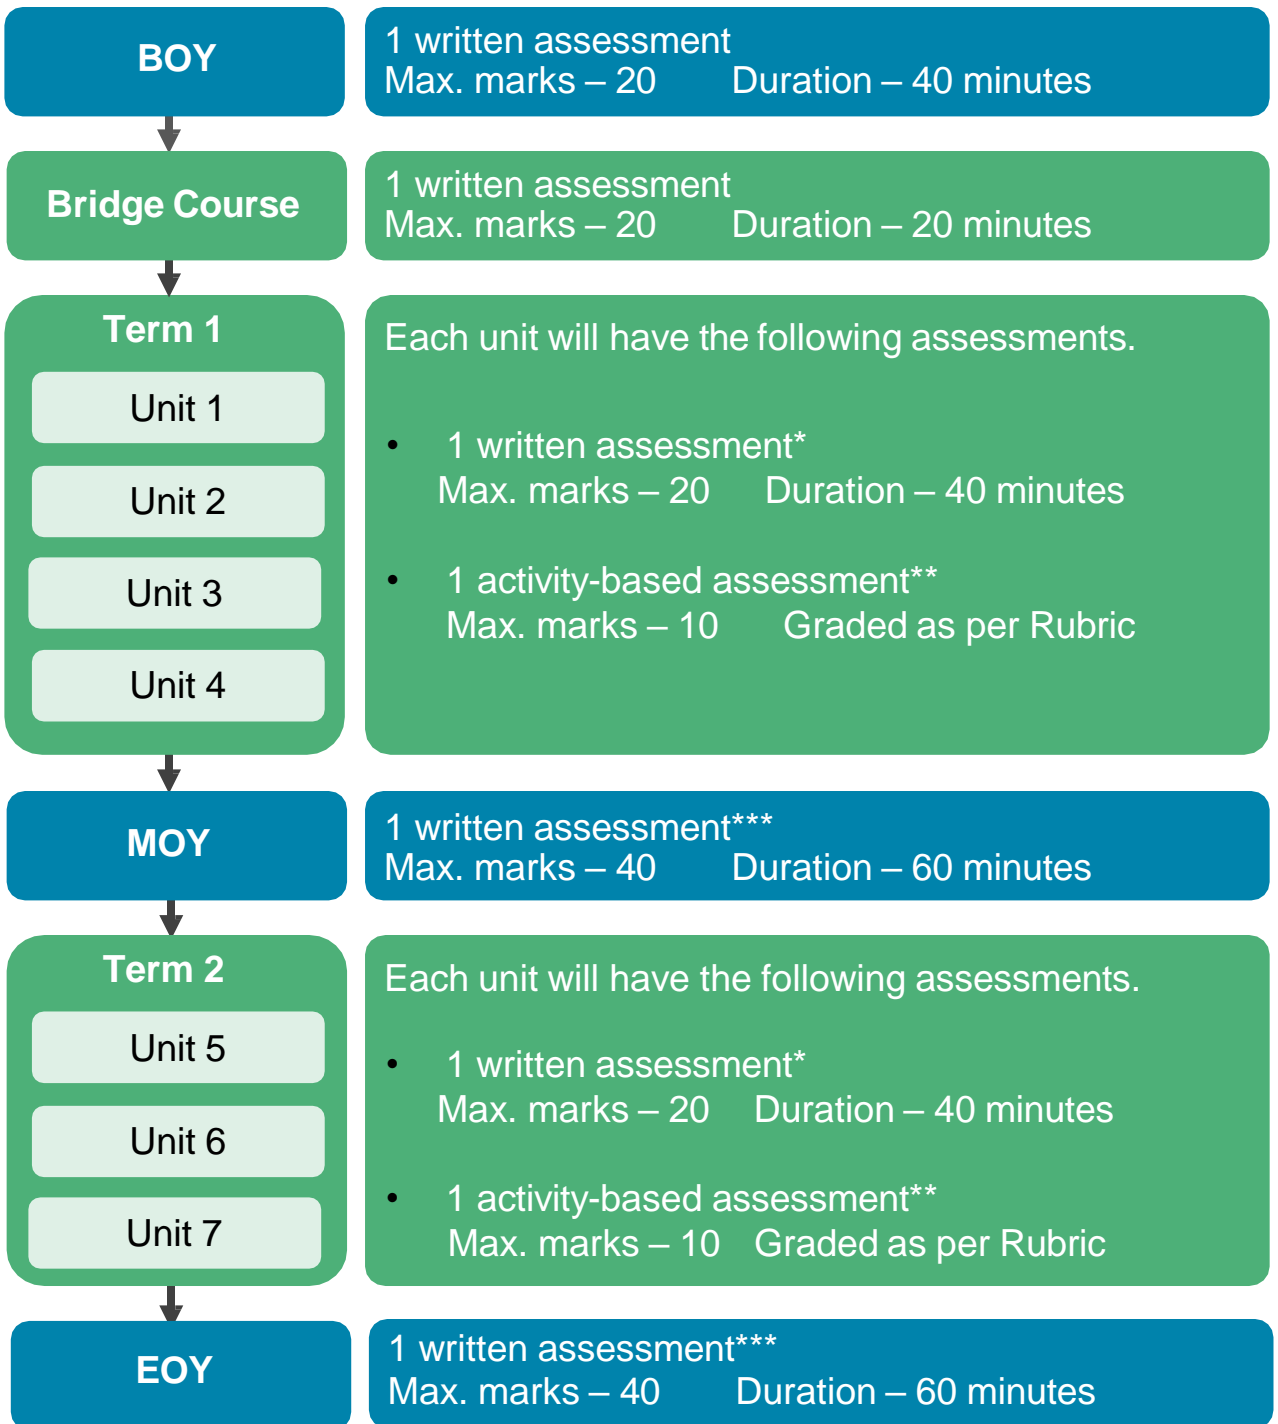 BOY
1 written assessment
Max. marks – 20 Duration – 40 minutes
Bridge Course
1 written assessment
Max. marks – 20 Duration – 20 minutes
Term 1
Unit 1
Unit 2
Unit 3
Unit 4
Each unit will have the following assessments.
• 1 written assessment*
Max. marks – 20 Duration – 40 minutes
• 1 activity-based assessment**
Max. marks – 10 Graded as per Rubric
MOY
1 written assessment***
Max. marks – 40 Duration – 60 minutes
Term 2
Unit 5
Unit 6
Unit 7
Each unit will have the following assessments.
• 1 written assessment*
Max. marks – 20 Duration – 40 minutes
• 1 activity-based assessment**
Max. marks – 10 Graded as per Rubric
EOY
1 written assessment***
Max. marks – 40 Duration – 60 minutes